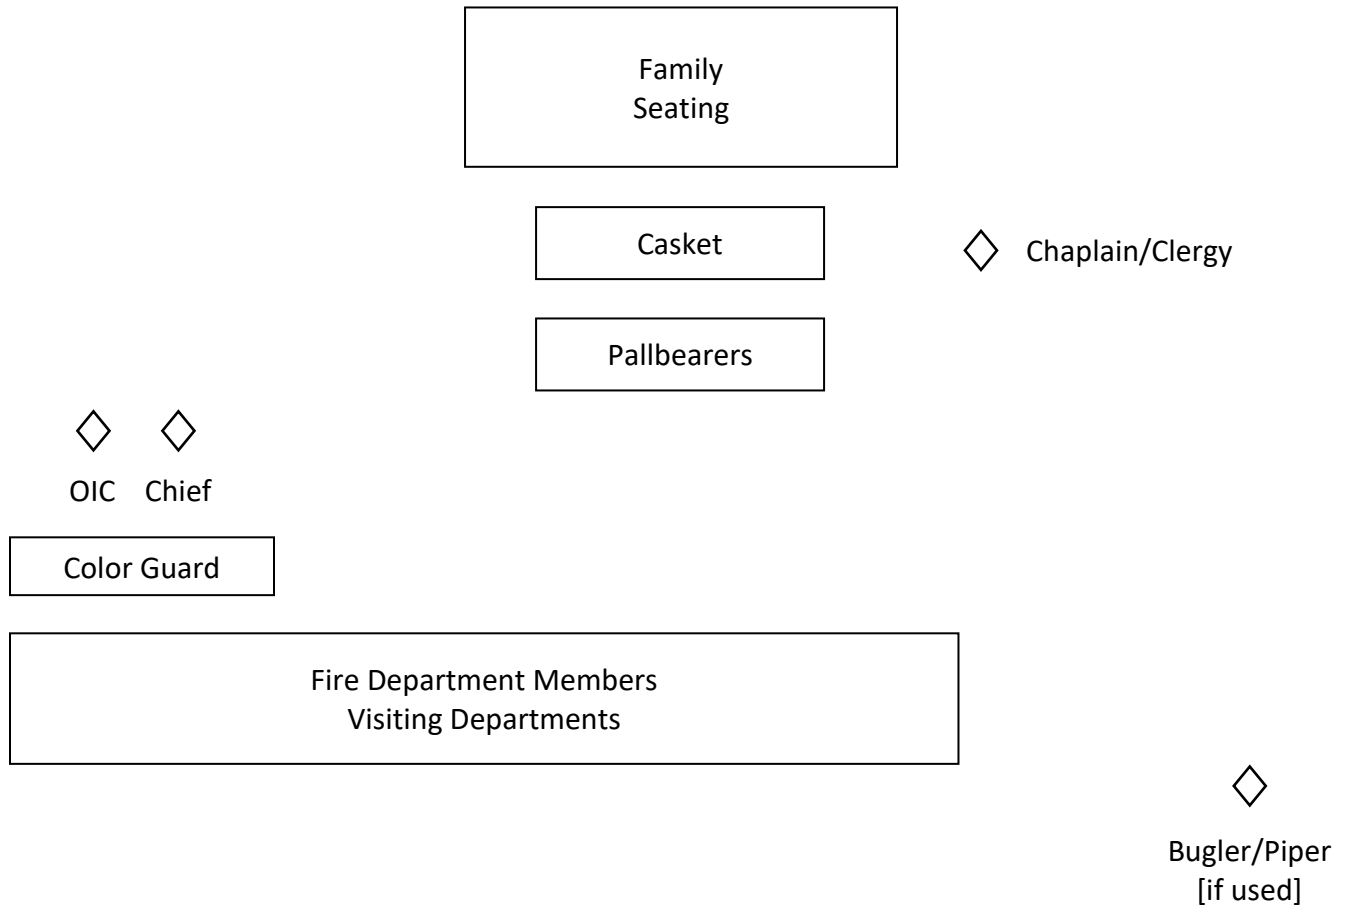 Family
Seating
Casket
Chaplain/Clergy
Pallbearers
OIC Chief
Color Guard
Fire Department Members
Visiting Departments
Bugler/Piper
[if used]